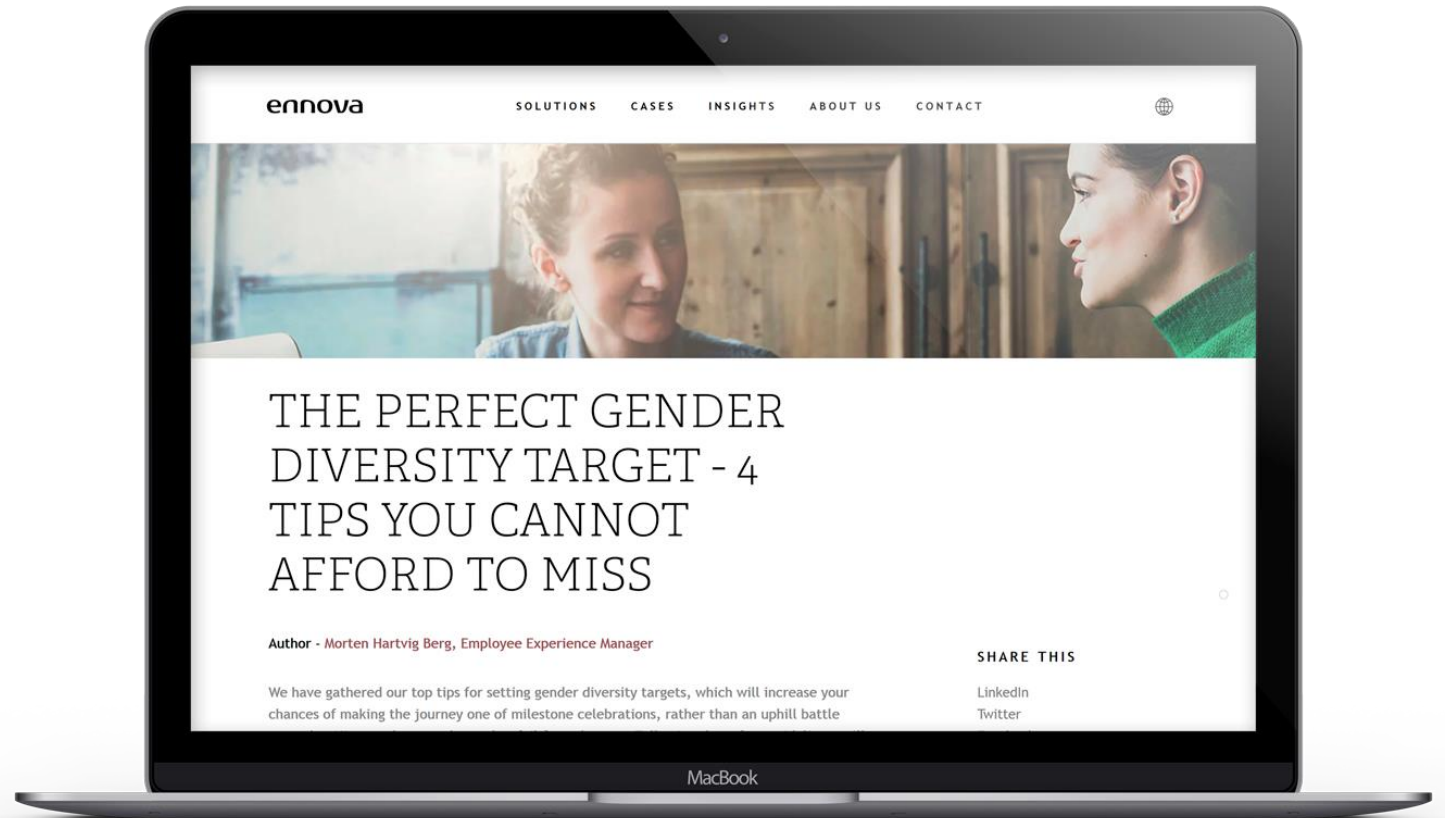 ennova
SOLUTIONS CASES INSIGHTS ABOUT US CONTACT
THE PERFECT GENDER
DIVERSITY TARGET - 4
TIPS YOU CANNOT
AFFORD TO MISS
Author - Morten Hartvig Berg, Employee Experience Manager
We have gathered our top tips for setting gender diversity targets, which will increase your
chances of making the journey one of milestone celebrations, rather than an uphill battle
SHARE THIS
LinkedIn
Twitter
MacBook